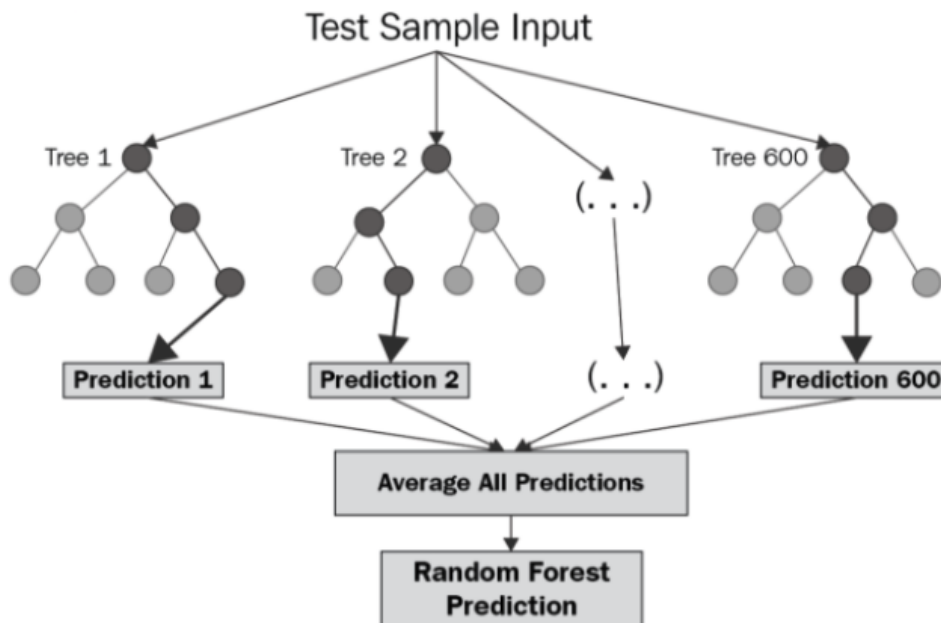 Test Sample Input
Tree 1
Tree 2
Tree 600
(. . .)
Prediction 1
Prediction 2
(. . .)
Prediction 600
Average All Predictions
Random Forest
Prediction